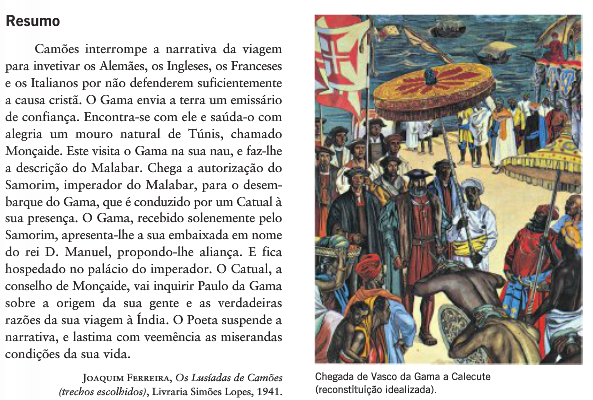 Resumo
Camões interrompe a narrativa da viagem
para invetivar os Alemães, os Ingleses, os Franceses
e os Italianos por não defenderem suficientemente
a causa cristã. O Gama envia a terra um emissário
de confiança. Encontra-se com ele e saúda-o com
alegria um mouro natural de Túnis, chamado
Monçaide. Este visita o Gama na sua nau, e faz-lhe
a descrição do Malabar. Chega a autorização do
Samorim, imperador do Malabar, para o desem-
barque do Gama, que é conduzido por um Catual à
sua presença. O Gama, recebido solenemente pelo
Samorim, apresenta-lhe a sua embaixada em nome
do rei D. Manuel, propondo-lhe aliança. E fica
hospedado no palácio do imperador. O Catual, a
conselho de Monçaide, vai inquirir Paulo da Gama
sobre a origem da sua gente e as verdadeiras
razões da sua viagem à Índia. O Poeta suspende a
narrativa, e lastima com veemência as miserandas
condições da sua vida.
JOAQUIM FERREIRA, Os Lusíadas de Camões
(trechos escolhidos), Livraria Simões Lopes, 1941.
Chegada de Vasco da Gama a Calecute
(reconstituição idealizada).